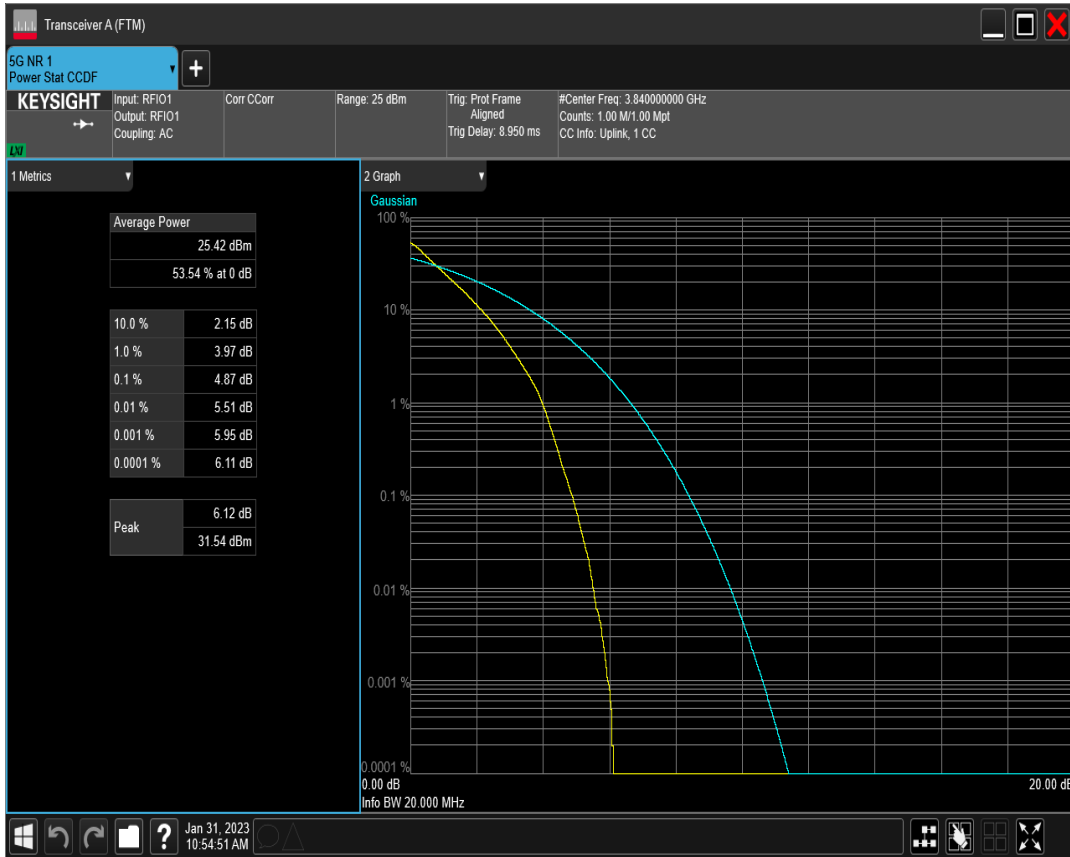 Transceiver A (FTM)
5G NR 1
Power Stat CCDF
+
KEYSIGHT
LXI
Input: RFIO1
Output: RFIO1
Coupling: AC
Corr CCorr
Range: 25 dBm
Trig: Prot Frame
Aligned
Trig Delay: 8.950 ms
#Center Freq: 3.840000000 GHz
Counts: 1.00 M/1.00 Mpt
CC Info: Uplink, 1 CC
1 Metrics
Average Power
25.42 dBm
53.54 % at 0 dB
10.0 % 2.15 dB
1.0 % 3.97 dB
0.1 % 4.87 dB
0.01 % 5.51 dB
0.001 % 5.95 dB
0.0001 % 6.11 dB
Peak
6.12 dB
31.54 dBm
2 Graph
Gaussian
100 %
10 %
1 %
0.1 %
0.01 %
0.001 %
0.0001 %
0.00 dB 20.00 dB
Info BW 20.000 MHz
?
Jan 31, 2023
10:54:51 AM